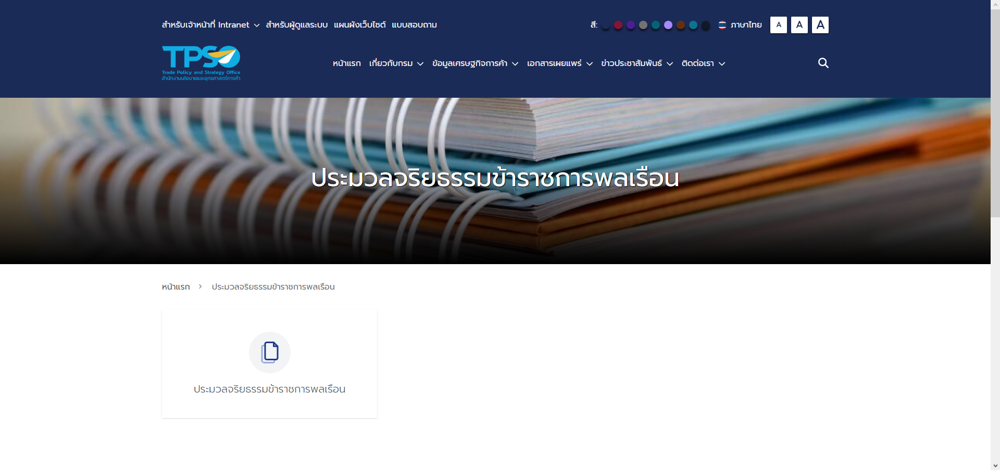 สำหรับเจ้าหน้าที่ Intranet สำหรับผู้ดูแลระบบ แผนผังเว็บไซต์ แบบสอบถาม
สี: ภาษาไทย A A A
TPSO
Trade Policy and Strategy Office
สำนักงานนโยบายและยุทธศาสตร์การค้า
หน้าแรก เกี่ยวกับกรม ข้อมูลเศรษฐกิจการค้า เอกสารเผยแพร่ ข่าวประชาสัมพันธ์ ติดต่อเรา
ประมวลจริยธรรมข้าราชการพลเรือน
หน้าแรก > ประมวลจริยธรรมข้าราชการพลเรือน
ประมวลจริยธรรมข้าราชการพลเรือน